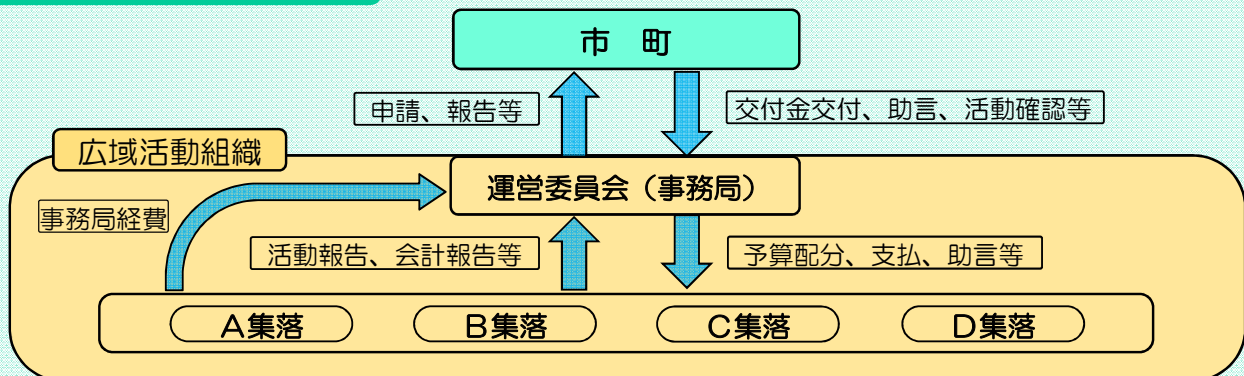 市　町
申請、報告等
交付金交付、助言、活動確認等
広域活動組織
運営委員会（事務局）
事務局経費
活動報告、会計報告等
予算配分、支払、助言等
A集落
B集落
C集落
D集落